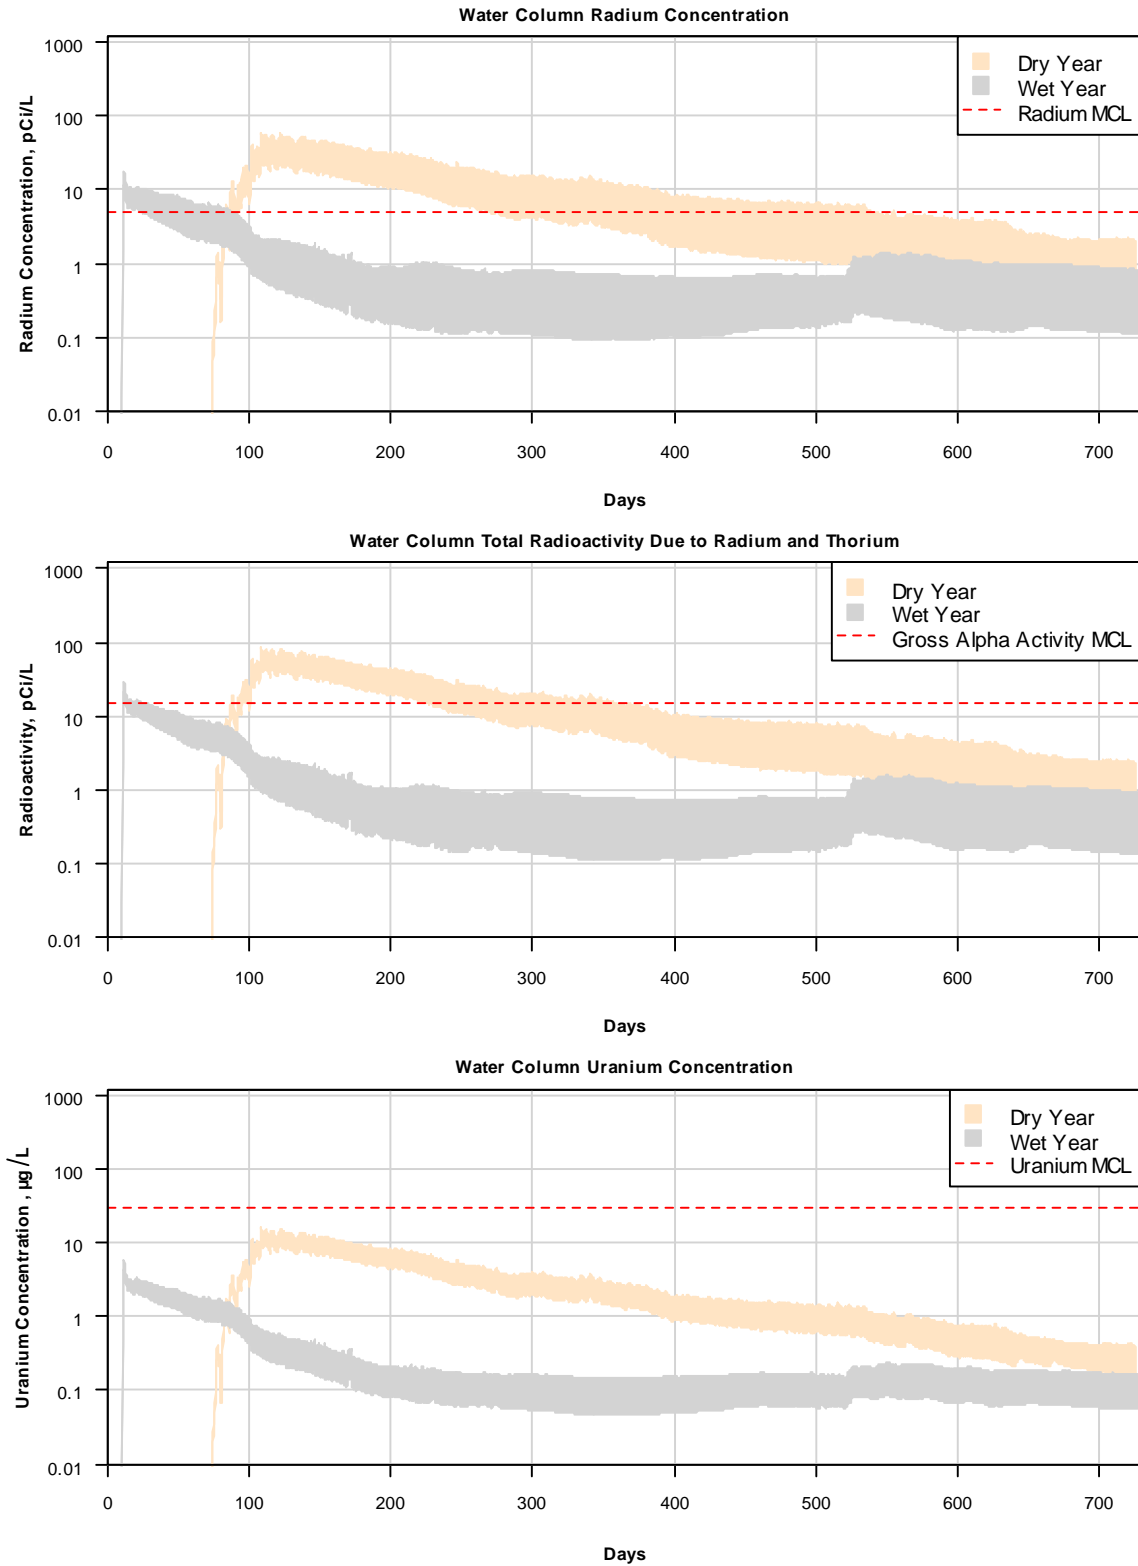 Water Column Radium Concentration
1000
100
10
1
0.1
0.01
Radium Concentration, pCi/L
Dry Year
Wet Year
Radium MCL
0 100 200 300 400 500 600 700
Days
Water Column Total Radioactivity Due to Radium and Thorium
1000
100
10
1
0.1
0.01
Radioactivity, pCi/L
Dry Year
Wet Year
Gross Alpha Activity MCL
0 100 200 300 400 500 600 700
Days
Water Column Uranium Concentration
1000
100
10
1
0.1
0.01
Uranium Concentration , µg/L
Dry Year
Wet Year
Uranium MCL
0 100 200 300 400 500 600 700
Days